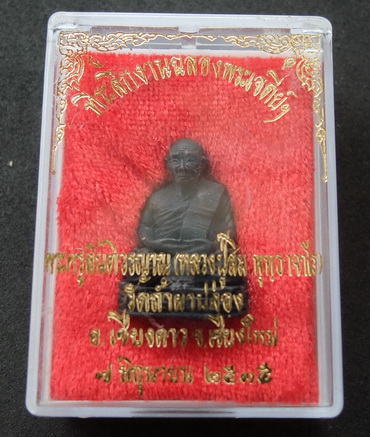 ที่ระลึกงานฉลองพระเจดีย์ฯ
พระครูสันติวรญาณ (หลวงปู่สิม พุทฺธาจาโร)
วัดถ้ำผาปล่อง
อ. เชียงดาว จ.เชียงใหม่
๗ มิถุนายน ๒๕๓๕